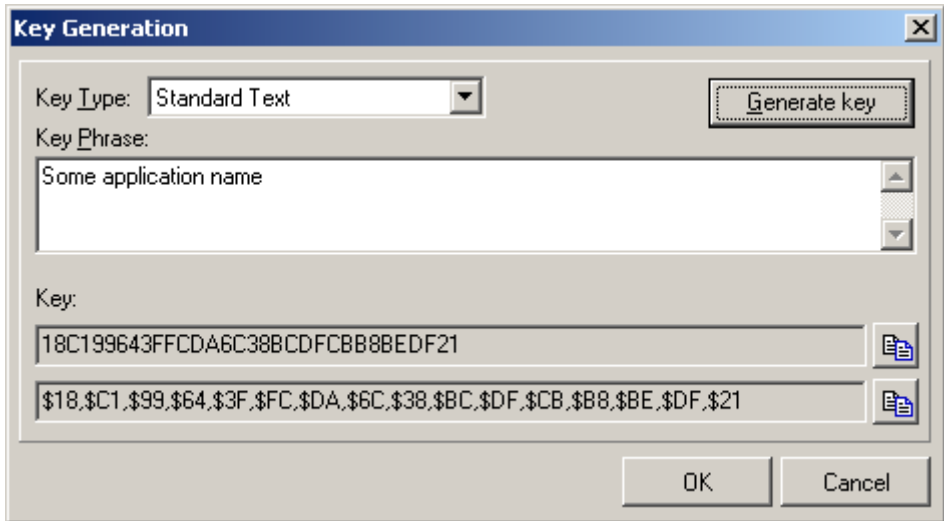 Key Generation
Key Type: Standard Text Generate key
Key Phrase:
Some application name
Key:
18C199643FFCDA6C38BCDFCBB8BEDF21
$18,$C1,$99,$64,$3F,$FC,$DA,$6C,$38,$BC,$DF,$CB,$B8,$BE,$DF,$21
OK Cancel